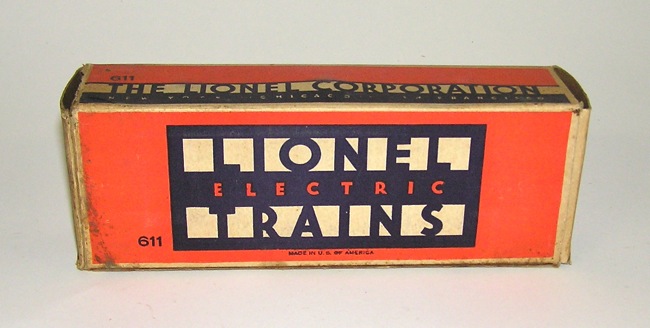 611
THE LIONEL CORPORATION
NEW YORK CHICAGO SAN FRANCISCO
LIONEL
ELECTRIC
TRAINS
611
MADE IN U. S. OF AMERICA